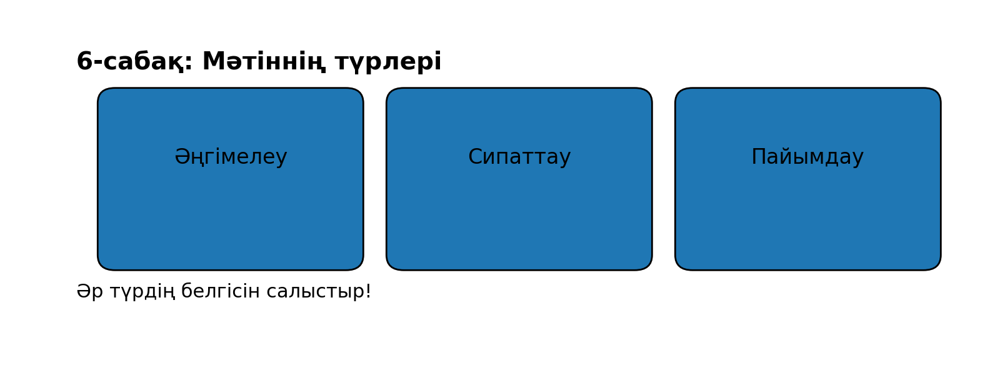 6-сабақ: Мәтіннің түрлері
Әңгімелеу
Сипаттау
Пайымдау
Әр түрдің белгісін салыстыр!